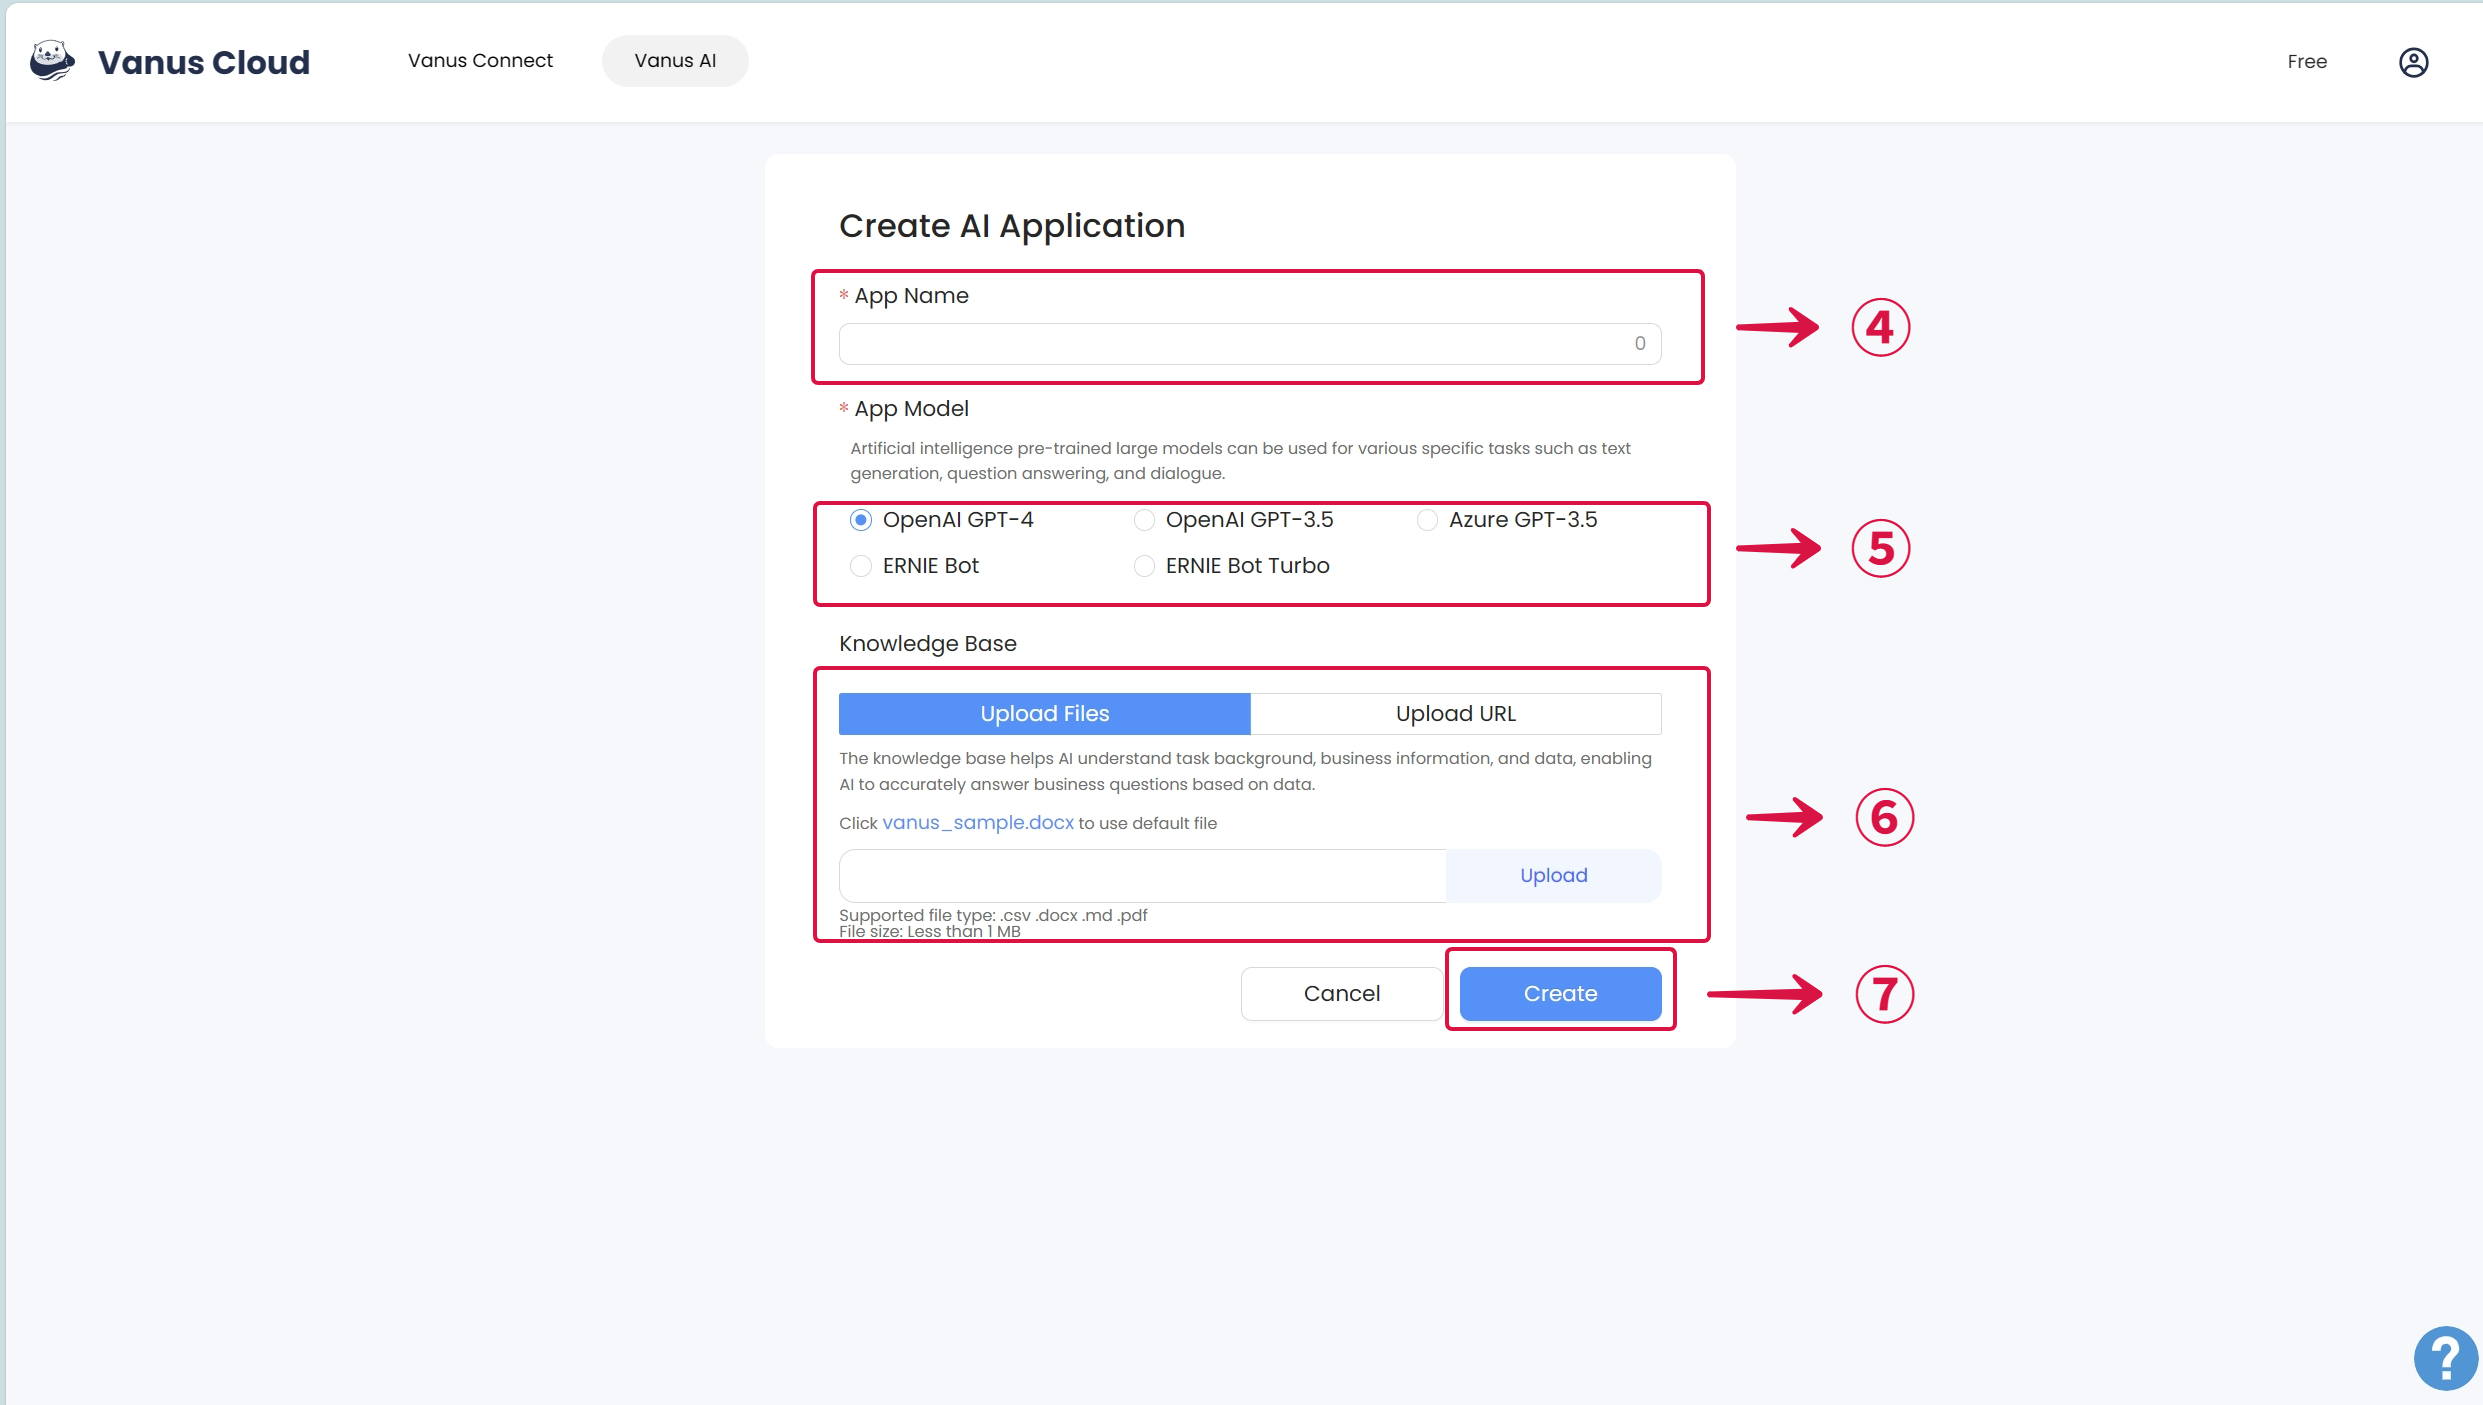 Vanus Cloud
Vanus Connect
Vanus AI
Free
Create AI Application
* App Name
0
④
* App Model
Artificial intelligence pre-trained large models can be used for various specific tasks such as text
generation, question answering, and dialogue.
OpenAI GPT-4
OpenAI GPT-3.5
Azure GPT-3.5
ERNIE Bot
ERNIE Bot Turbo
⑤
Knowledge Base
Upload Files
Upload URL
The knowledge base helps AI understand task background, business information, and data, enabling
AI to accurately answer business questions based on data.
Click vanus_sample.docx to use default file
Upload
Supported file type: .csv .docx .md .pdf
File size: Less than 1 MB
⑥
Cancel
Create
⑦
?